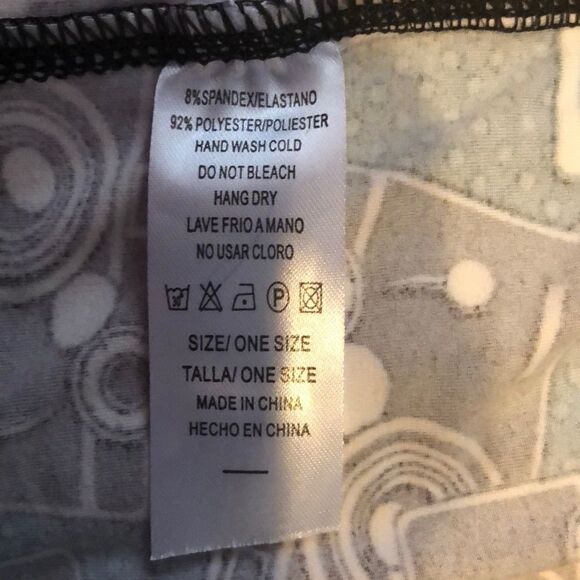 8%SPANDEX/ELASTANO
92% POLYESTER/POLIESTER
HAND WASH COLD
DO NOT BLEACH
HANG DRY
LAVE FRIO A MANO
NO USAR CLORO
30° P
SIZE/ ONE SIZE
TALLA/ ONE SIZE
MADE IN CHINA
HECHO EN CHINA